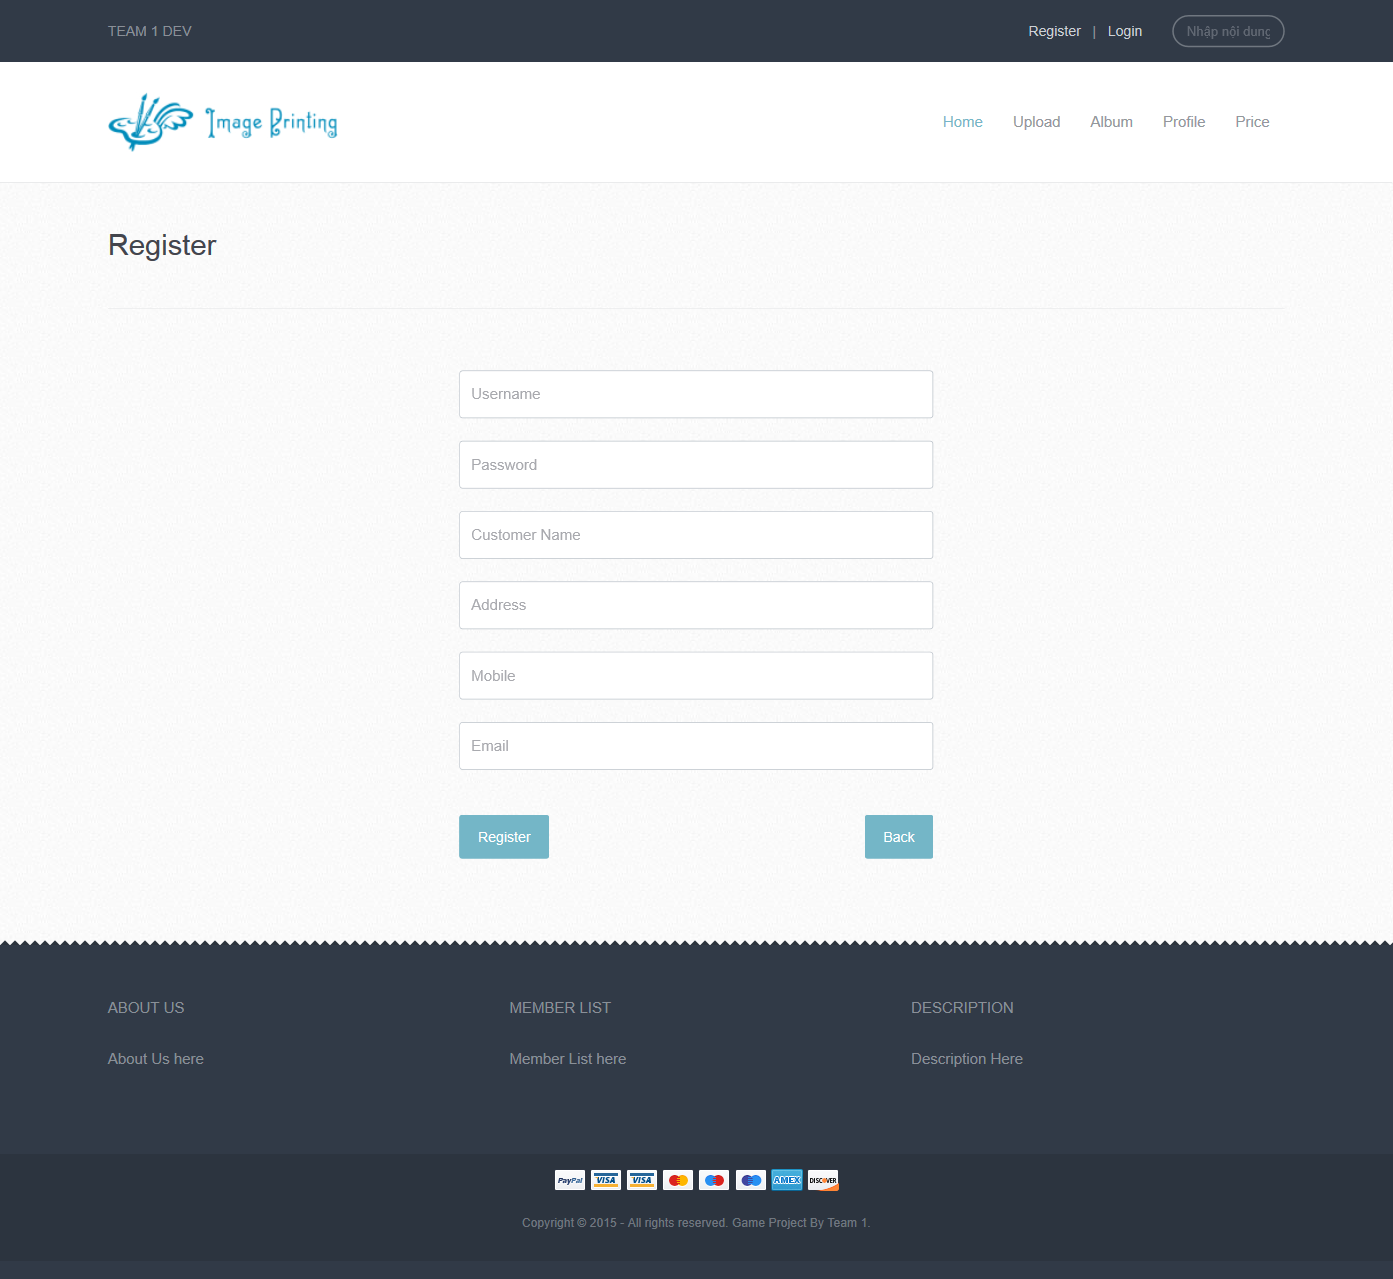 TEAM 1 DEV
Register | Login
Nhập nội dung
Image Printing
Home Upload Album Profile Price
Register
Username
Password
Customer Name
Address
Mobile
Email
Register Back
ABOUT US MEMBER LIST DESCRIPTION
About Us here Member List here Description Here
PayPal VISA VISA AMEX DISCOVER
Copyright © 2015 - All rights reserved. Game Project By Team 1.